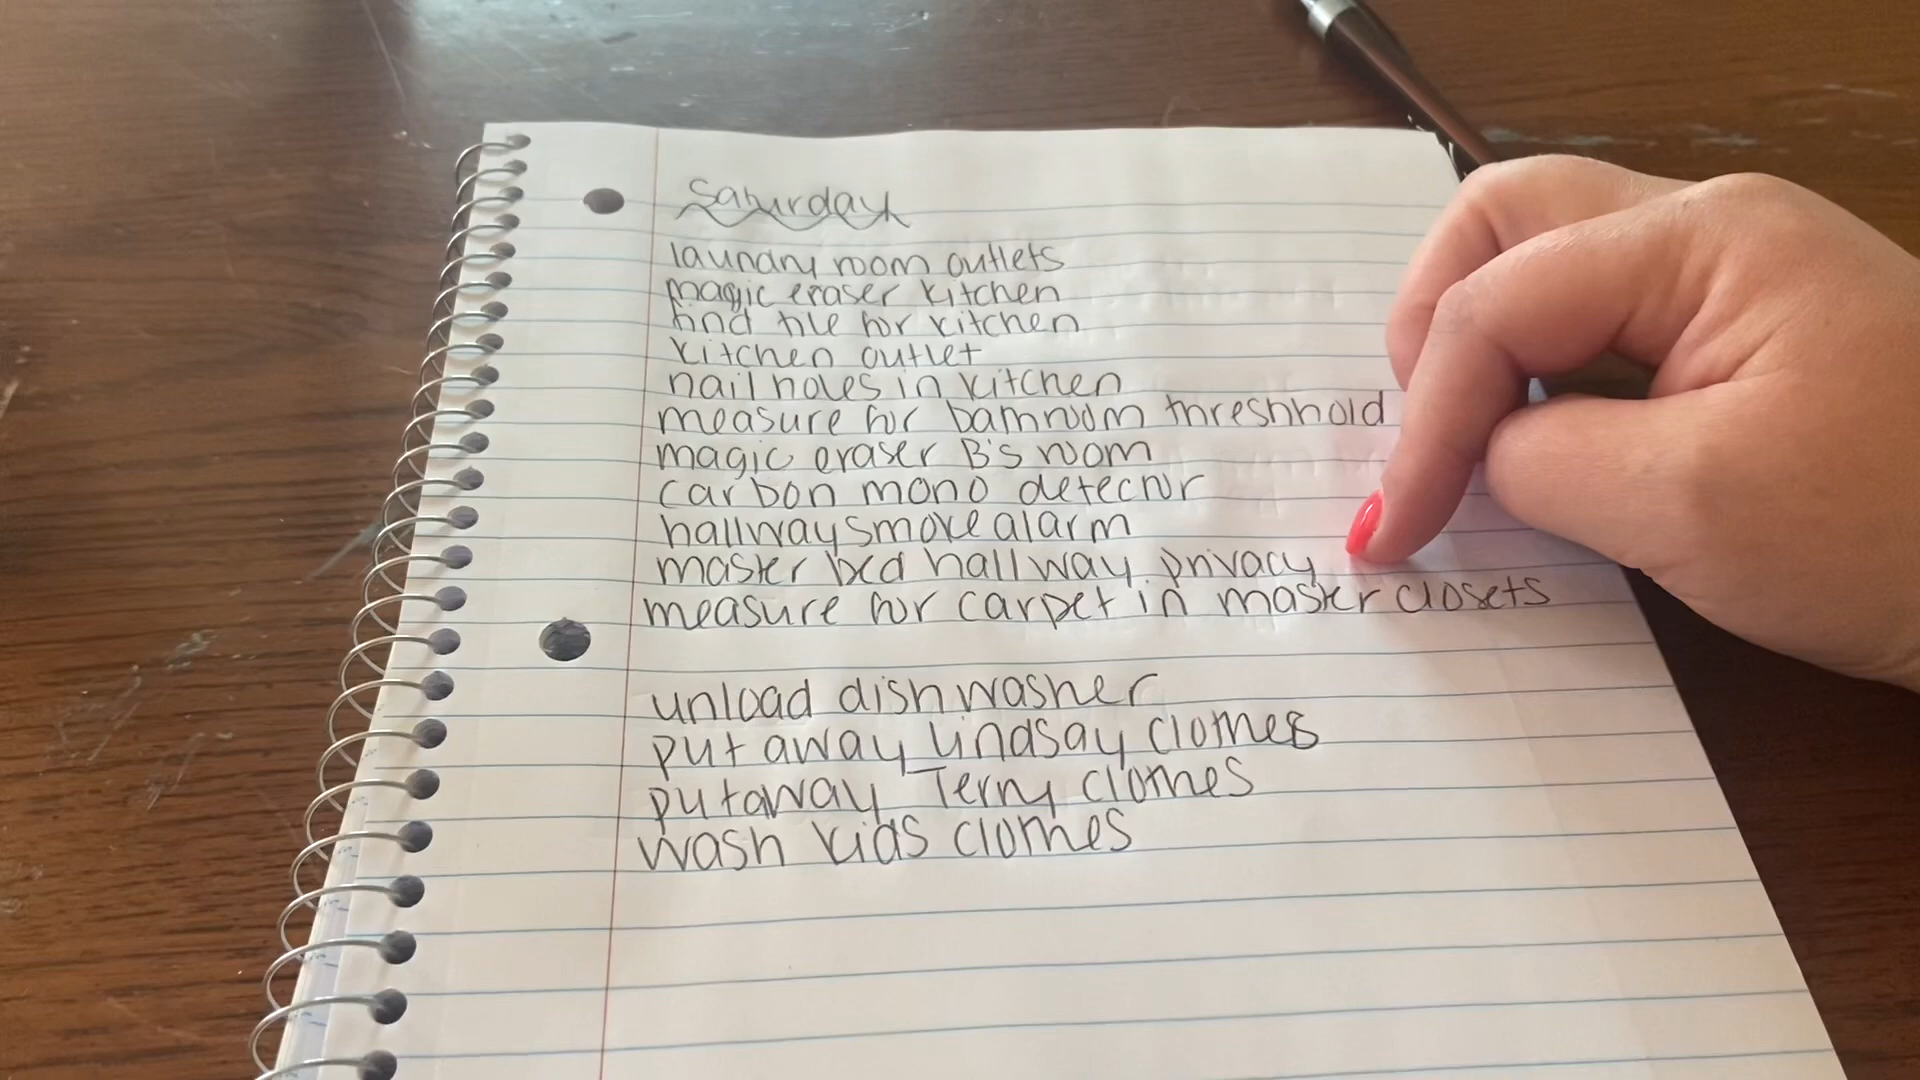 Saturday
laundry room outlets
magic eraser kitchen
find tile for kitchen
kitchen outlet
nail holes in kitchen
measure for bathroom threshhold
magic eraser B's room
carbon mono detector
hallway smoke alarm
master bed hallway privacy
measure for carpet in master closets
unload dishwasher
put away Lindsay clothes
put away Terry clothes
wash kids clothes